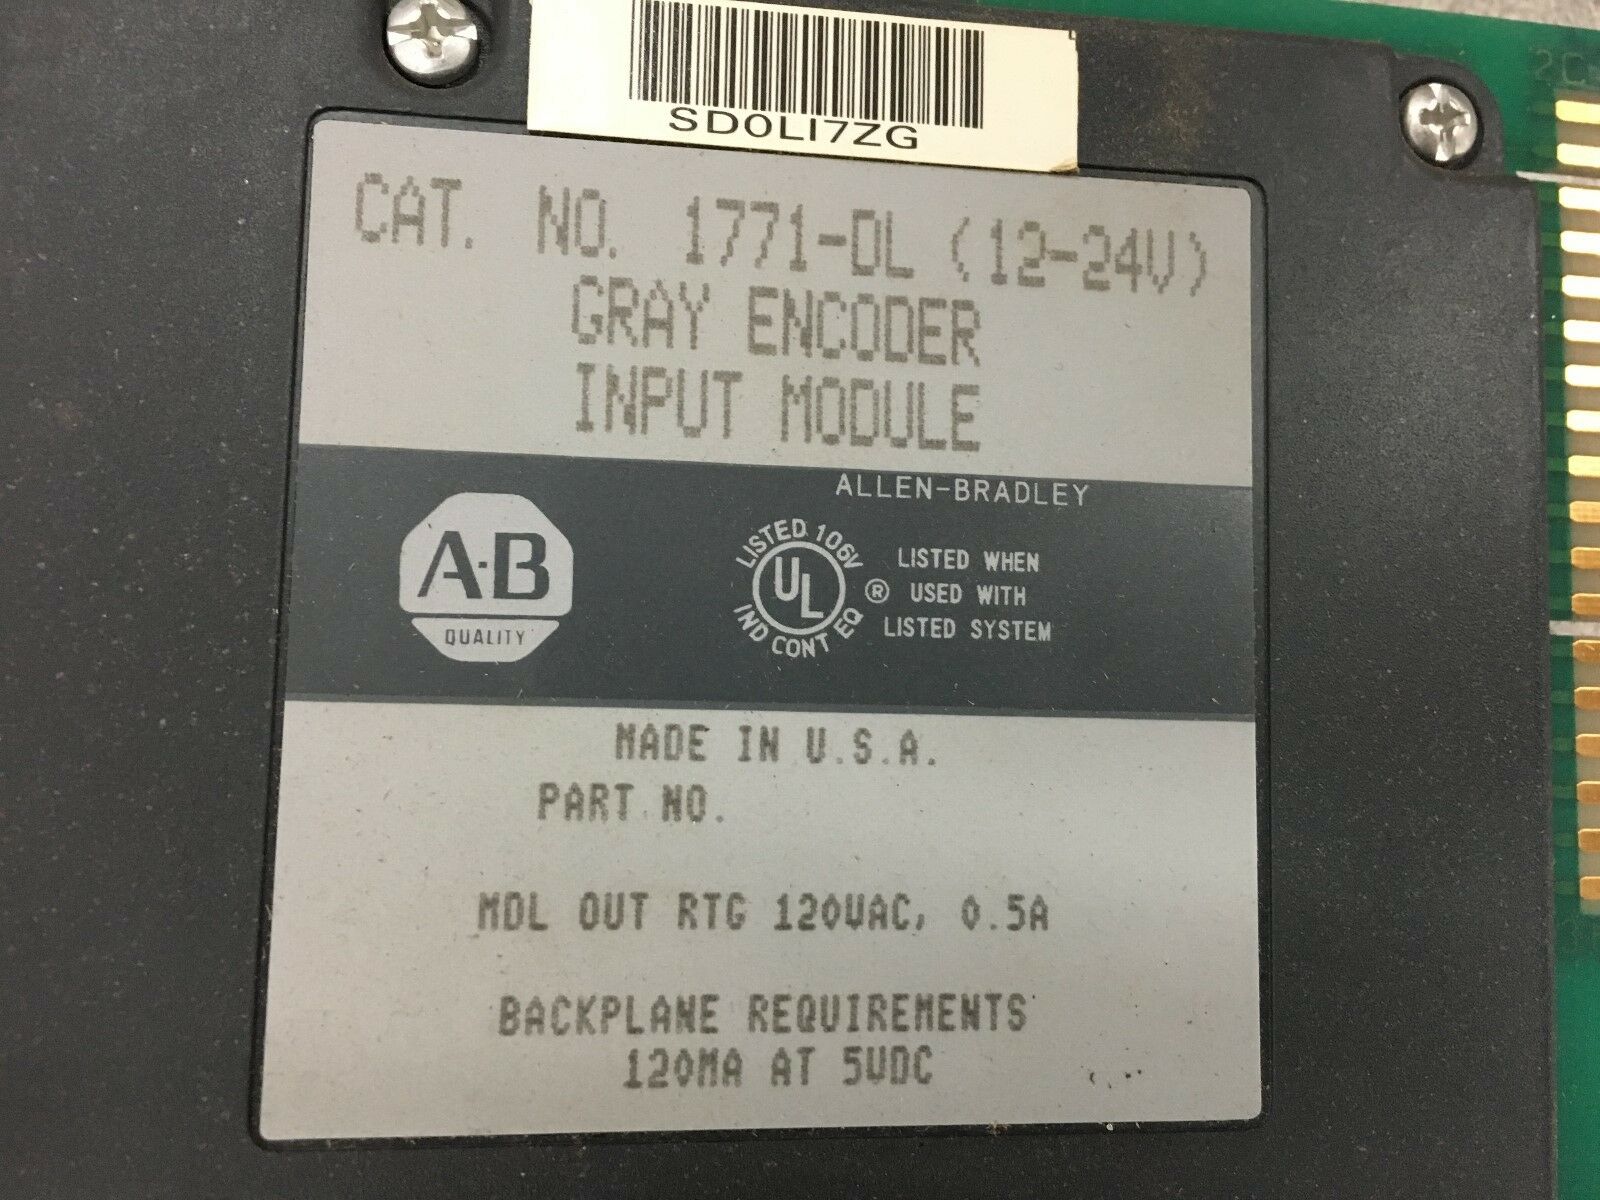 SD0LI7ZG
CAT. NO. 1771-DL (12-24V)
GRAY ENCODER
INPUT MODULE
ALLEN-BRADLEY
A·B
QUALITY
LISTED 106V
UL
IND CONT EQ
®
LISTED WHEN
USED WITH
LISTED SYSTEM
MADE IN U.S.A.
PART NO.
MDL OUT RTG 120VAC, 0.5A
BACKPLANE REQUIREMENTS
120MA AT 5VDC